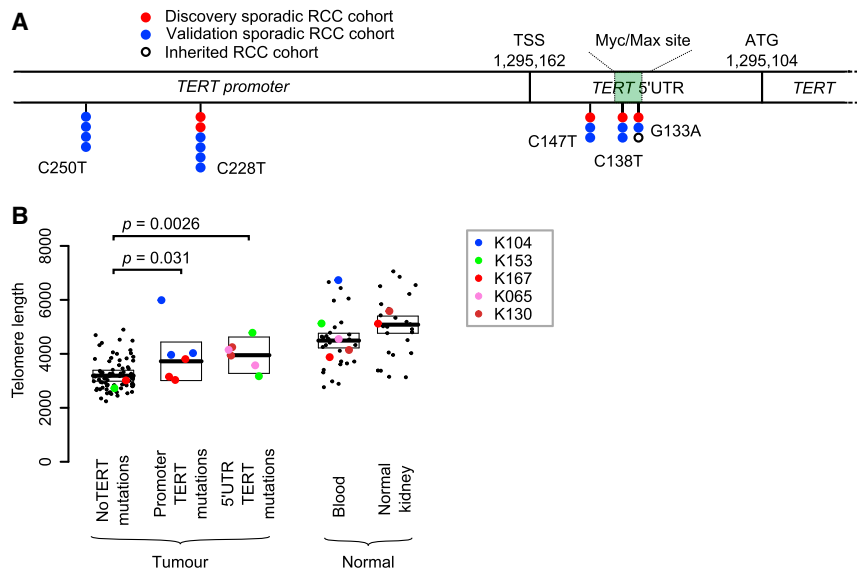 A
Discovery sporadic RCC cohort
Validation sporadic RCC cohort
Inherited RCC cohort
TSS
1,295,162
Myc/Max site
ATG
1,295,104
TERT promoter
TERT 5'UTR
TERT
C250T
C228T
C147T
C138T
G133A
B
p = 0.0026
p = 0.031
Telomere length
8000
6000
4000
2000
0
K104
K153
K167
K065
K130
NoTERT
mutations
Promoter
TERT
mutations
5'UTR
TERT
mutations
Blood
Normal
kidney
Tumour
Normal